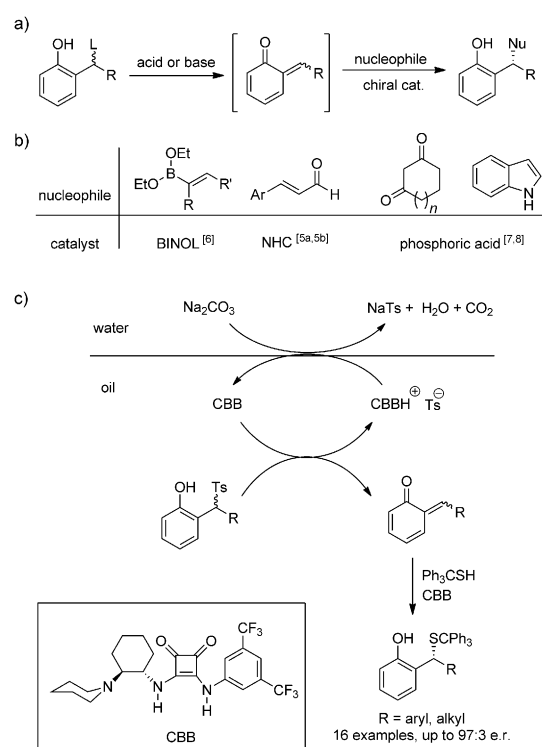 a)
OH L
R
acid or base
O
R
nucleophile
chiral cat.
OH Nu
R
b)
nucleophile
OEt
EtO B
R R'
Ar O H
O
O n
N
H
catalyst BINOL [6] NHC [5a,5b] phosphoric acid [7,8]
c)
Na2CO3 NaTs + H2O + CO2
water
oil
CBB CBBH ⊕ Ts ⊖
OH Ts
R
O
R
Ph3CSH
CBB
OH SCPh3
R
R = aryl, alkyl
16 examples, up to 97:3 e.r.
O O CF3
N N N CF3
H H
CBB